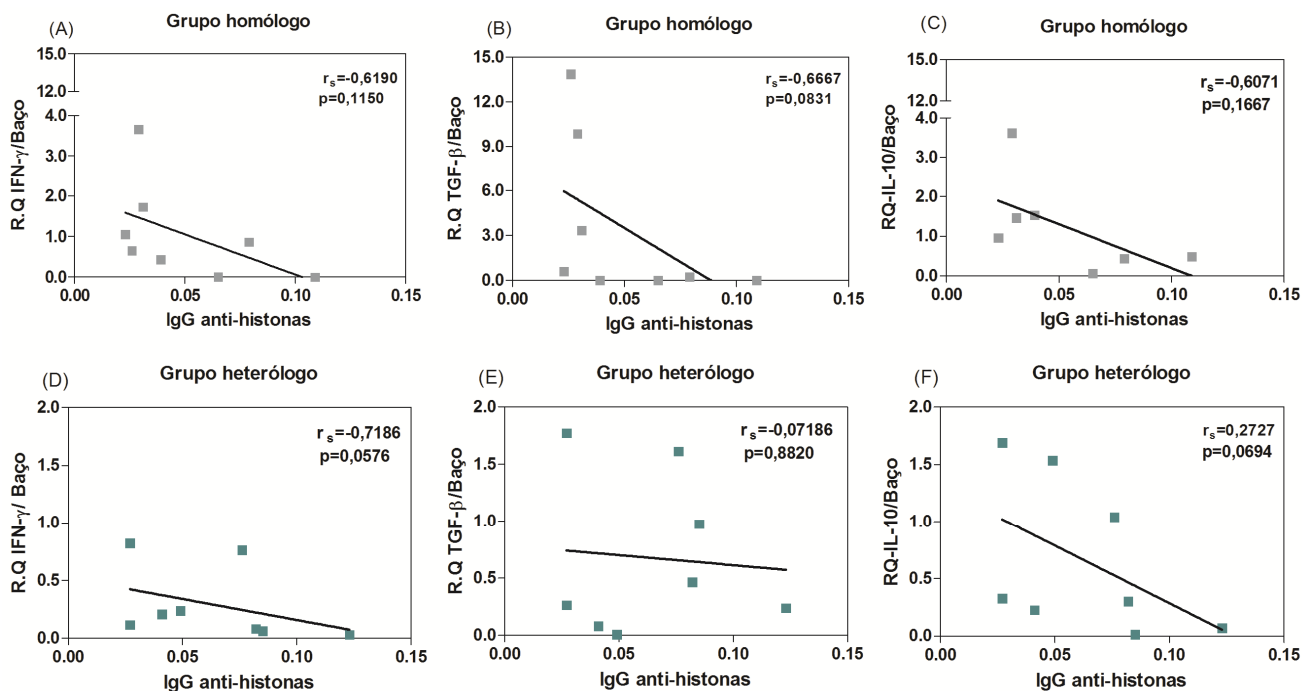 (A)
Grupo homólogo
R.Q IFN-γ/Baço
15.0
12.0
4.0
3.0
2.0
1.0
0.0
rs=-0,6190
p=0,1150
0.00 0.05 0.10 0.15
IgG anti-histonas
(B)
Grupo homólogo
R.Q TGF-β/Baço
15.0
12.0
9.0
6.0
3.0
0.0
rs=-0,6667
p=0,0831
0.00 0.05 0.10 0.15
IgG anti-histonas
(C)
Grupo homólogo
RQ-IL-10/Baço
15.0
12.0
4.0
3.0
2.0
1.0
0.0
rs=-0,6071
p=0,1667
0.00 0.05 0.10 0.15
IgG anti-histonas
(D)
Grupo heterólogo
R.Q IFN-γ/ Baço
2.0
1.5
1.0
0.5
0.0
rs=-0,7186
p=0,0576
0.00 0.05 0.10 0.15
IgG anti-histonas
(E)
Grupo heterólogo
R.Q TGF-β/Baço
2.0
1.5
1.0
0.5
0.0
rs=-0,07186
p=0,8820
0.00 0.05 0.10 0.15
IgG anti-histonas
(F)
Grupo heterólogo
RQ-IL-10/Baço
2.0
1.5
1.0
0.5
0.0
rs=0,2727
p=0,0694
0.00 0.05 0.10 0.15
IgG anti-histonas